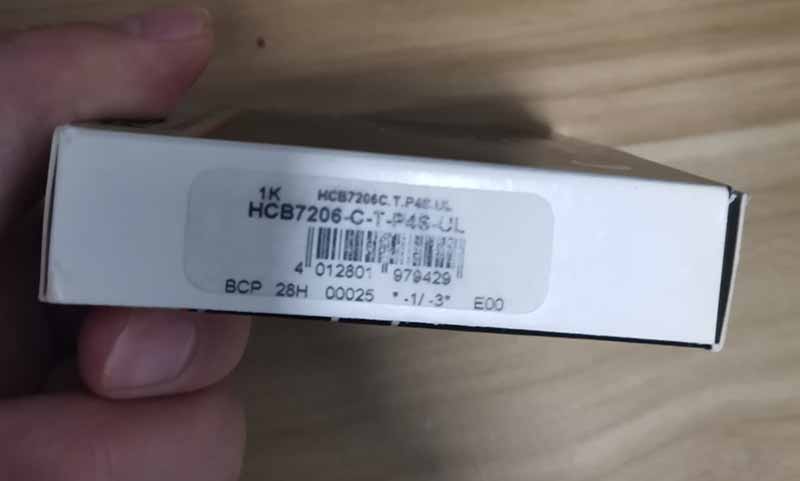 1K HCB7206C.T.P4S.UL
HCB7206-C-T-P4S-UL
4 012801 979429
BCP 28H 00025 * -1/ -3* E00